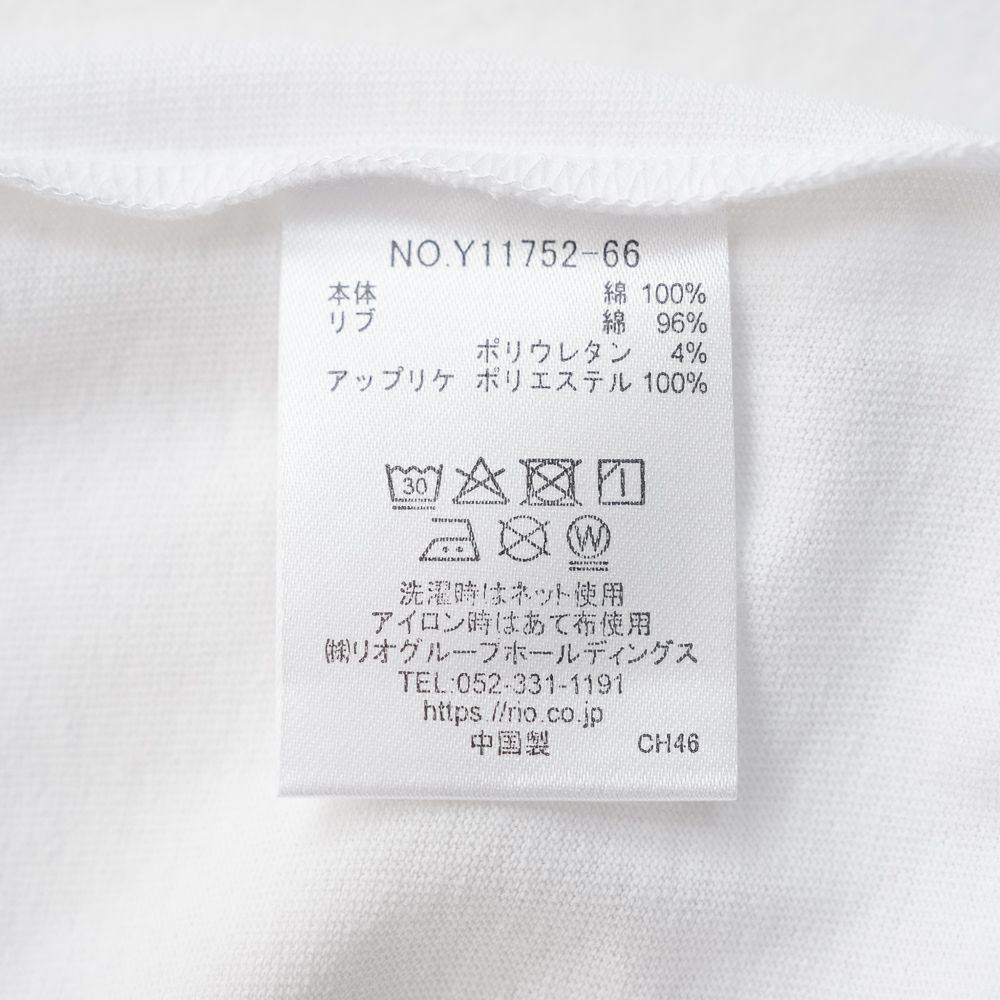 NO.Y11752-66
本体 綿 100%
リブ 綿 96%
ポリウレタン 4%
アップリケ ポリエステル 100%
30
W
洗濯時はネット使用
アイロン時はあて布使用
㈱リオグループホールディングス
TEL:052-331-1191
https://rio.co.jp
中国製 CH46